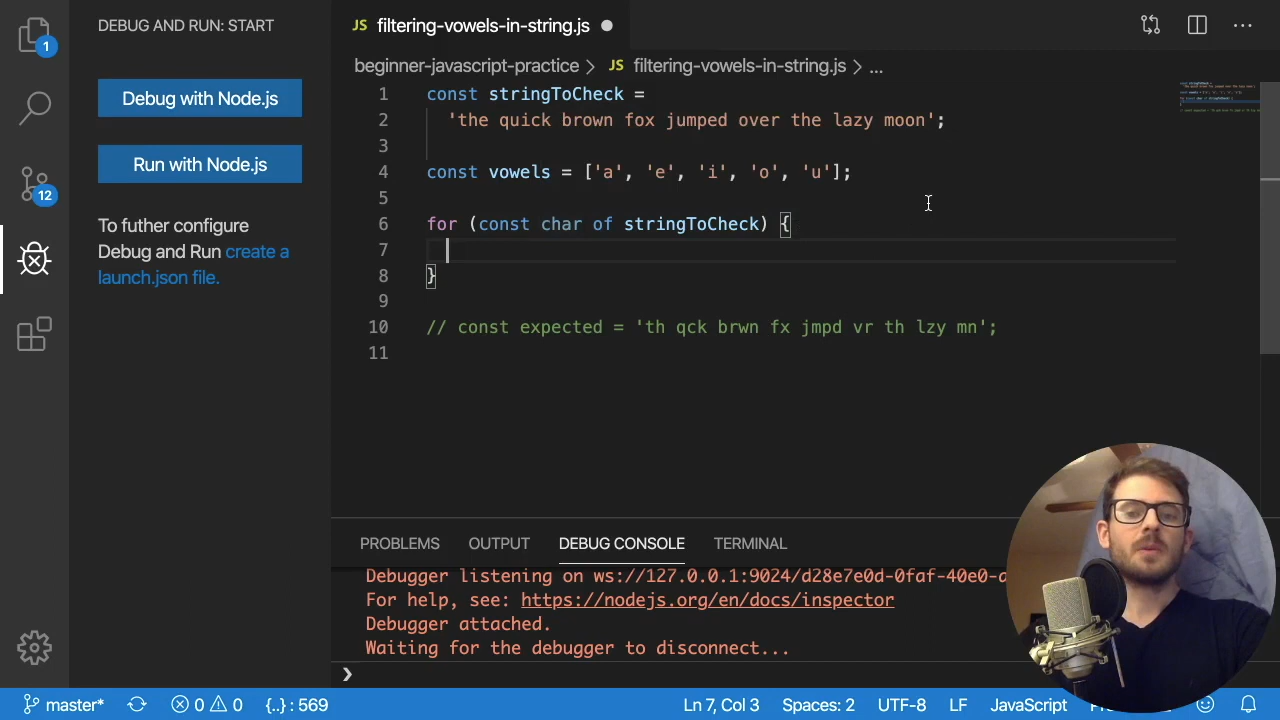 DEBUG AND RUN: START
JS filtering-vowels-in-string.js
1
beginner-javascript-practice > JS filtering-vowels-in-string.js > ...
Debug with Node.js
Run with Node.js
12
To futher configure
Debug and Run create a
launch.json file.
1 const stringToCheck =
2 'the quick brown fox jumped over the lazy moon';
3
4 const vowels = ['a', 'e', 'i', 'o', 'u'];
5
6 for (const char of stringToCheck) {
7
8 }
9
10 // const expected = 'th qck brwn fx jmpd vr th lzy mn';
11
PROBLEMS OUTPUT DEBUG CONSOLE TERMINAL
Debugger listening on ws://127.0.0.1:9024/d28e7e0d-0faf-40e0-
For help, see: https://nodejs.org/en/docs/inspector
Debugger attached.
Waiting for the debugger to disconnect...
master* 0 0 {..} : 569 Ln 7, Col 3 Spaces: 2 UTF-8 LF JavaScript